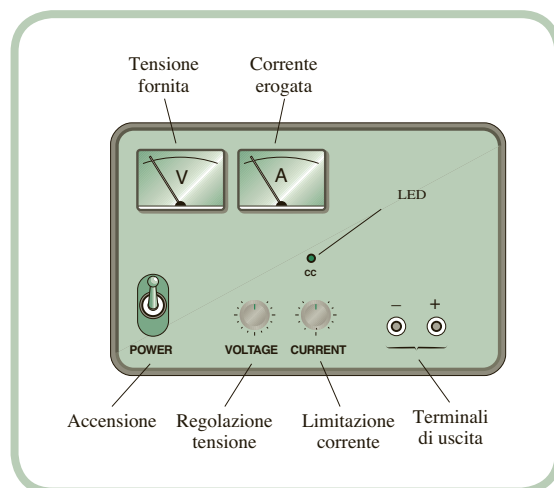 Tensione
fornita
Corrente
erogata
V
A
LED
CC
– +
POWER
VOLTAGE
CURRENT
Accensione
Regolazione
tensione
Limitazione
corrente
Terminali
di uscita